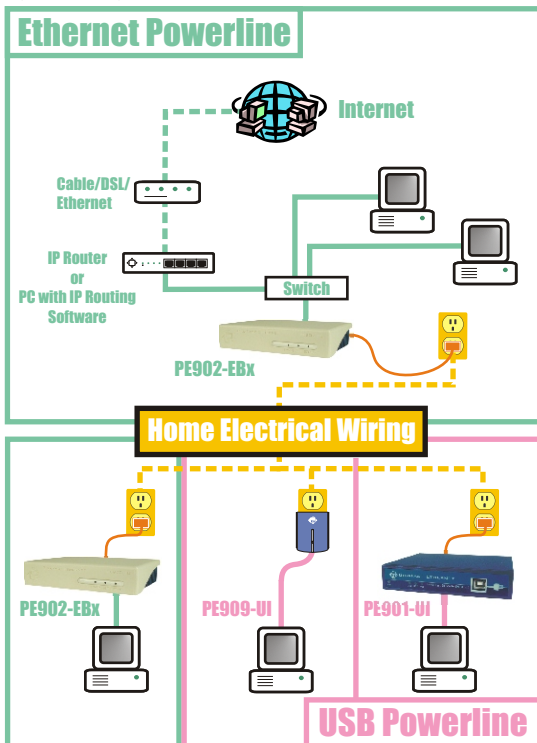 Ethernet Powerline
Internet
Cable/DSL/
Ethernet
IP Router
or
PC with IP Routing
Software
Switch
PE902-EBx
Home Electrical Wiring
PE902-EBx
PE909-UI
PE901-UI
USB Powerline